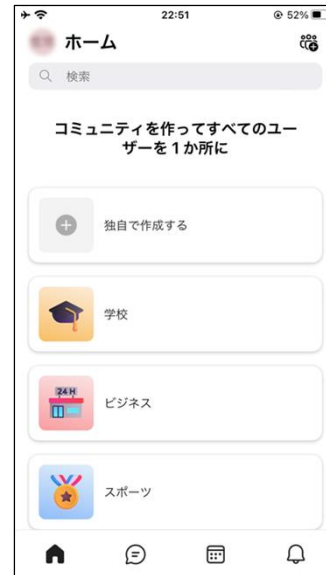 22:51
52%
ホーム
検索
コミュニティを作ってすべてのユー
ザーを1か所に
独自で作成する
学校
24 H
ビジネス
スポーツ